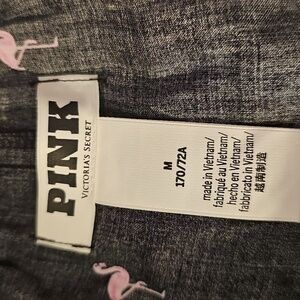 PINK
VICTORIA'S SECRET
M
170/72A
made in Vietnam/
fabriqué au Vietnam/
hecho en Vietnam/
fabbricato in Vietnam/
越南制造